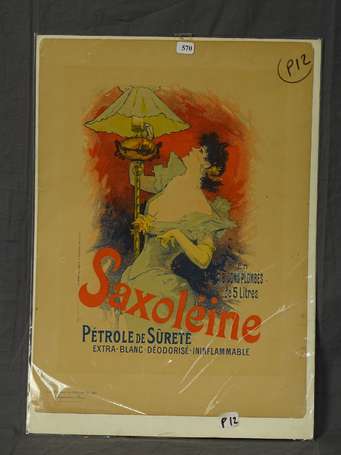 570
P12
en
BIDONS PLOMBÉS
de 5 Litres
Saxoléine
PÉTROLE DE SÛRETÉ
EXTRA-BLANC-DÉODORISÉ-ININFLAMMABLE
P12